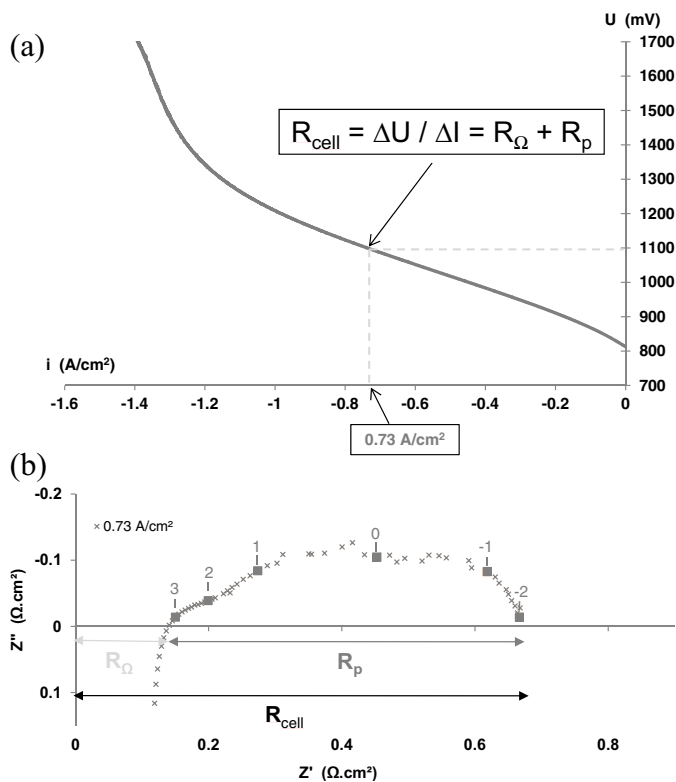 (a)
U (mV)
1700
1600
1500
1400
1300
1200
1100
1000
900
800
700
R_cell = ΔU / ΔI = R_Ω + R_p
i (A/cm²)
-1.6 -1.4 -1.2 -1 -0.8 -0.6 -0.4 -0.2 0
0.73 A/cm²
(b)
-0.2
-0.1
0
0.1
Z'' (Ω.cm²)
× 0.73 A/cm²
3 2 1 0 -1 -2
R_Ω R_p
R_cell
0 0.2 0.4 0.6 0.8
Z' (Ω.cm²)